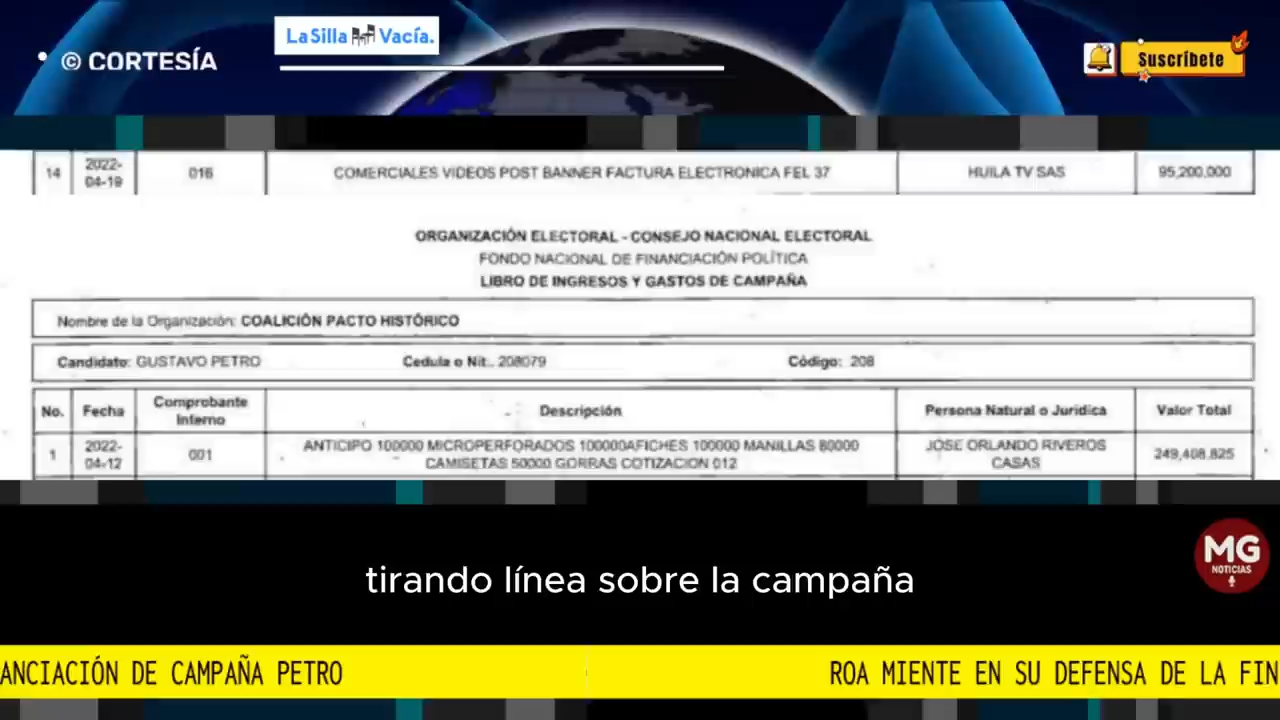 LaSilla Vacía.
© CORTESÍA
Suscríbete
14 2022-04-19 016 COMERCIALES VIDEOS POST BANNER FACTURA ELECTRONICA FEL 37 HUILA TV SAS 95,200,000
ORGANIZACIÓN ELECTORAL - CONSEJO NACIONAL ELECTORAL
FONDO NACIONAL DE FINANCIACIÓN POLÍTICA
LIBRO DE INGRESOS Y GASTOS DE CAMPAÑA
Nombre de la Organización: COALICIÓN PACTO HISTÓRICO
Candidato: GUSTAVO PETRO Cedula o Nit.. 208079 Código: 208
No. Fecha Comprobante Interno Descripción Persona Natural o Juridica Valor Total
1 2022-04-12 001 ANTICIPO 100000 MICROPERFORADOS 100000AFICHES 100000 MANILLAS 80000 CAMISETAS 50000 GORRAS COTIZACION 012 JOSE ORLANDO RIVEROS CASAS 249,408.825
tirando línea sobre la campaña
MG
NOTICIAS
ANCIACIÓN DE CAMPAÑA PETRO ROA MIENTE EN SU DEFENSA DE LA FIN